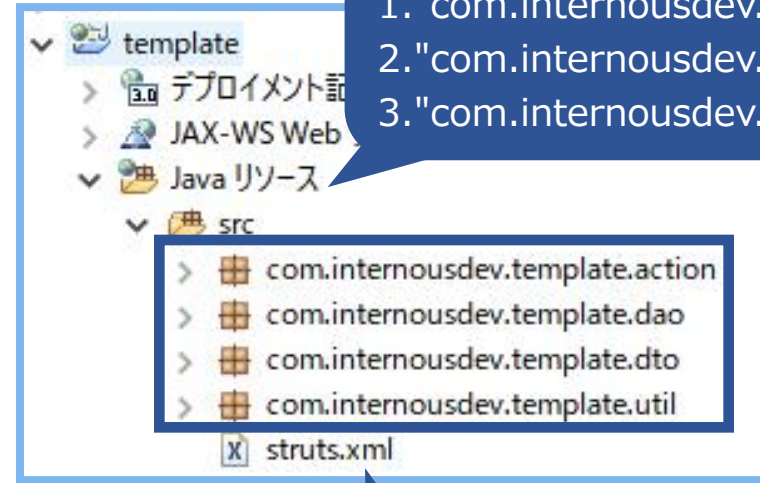 1."com.internousdev.
2."com.internousdev.
3."com.internousdev.
template
3.0 デプロイメント記
JAX-WS Web
Java リソース
src
com.internousdev.template.action
com.internousdev.template.dao
com.internousdev.template.dto
com.internousdev.template.util
X struts.xml